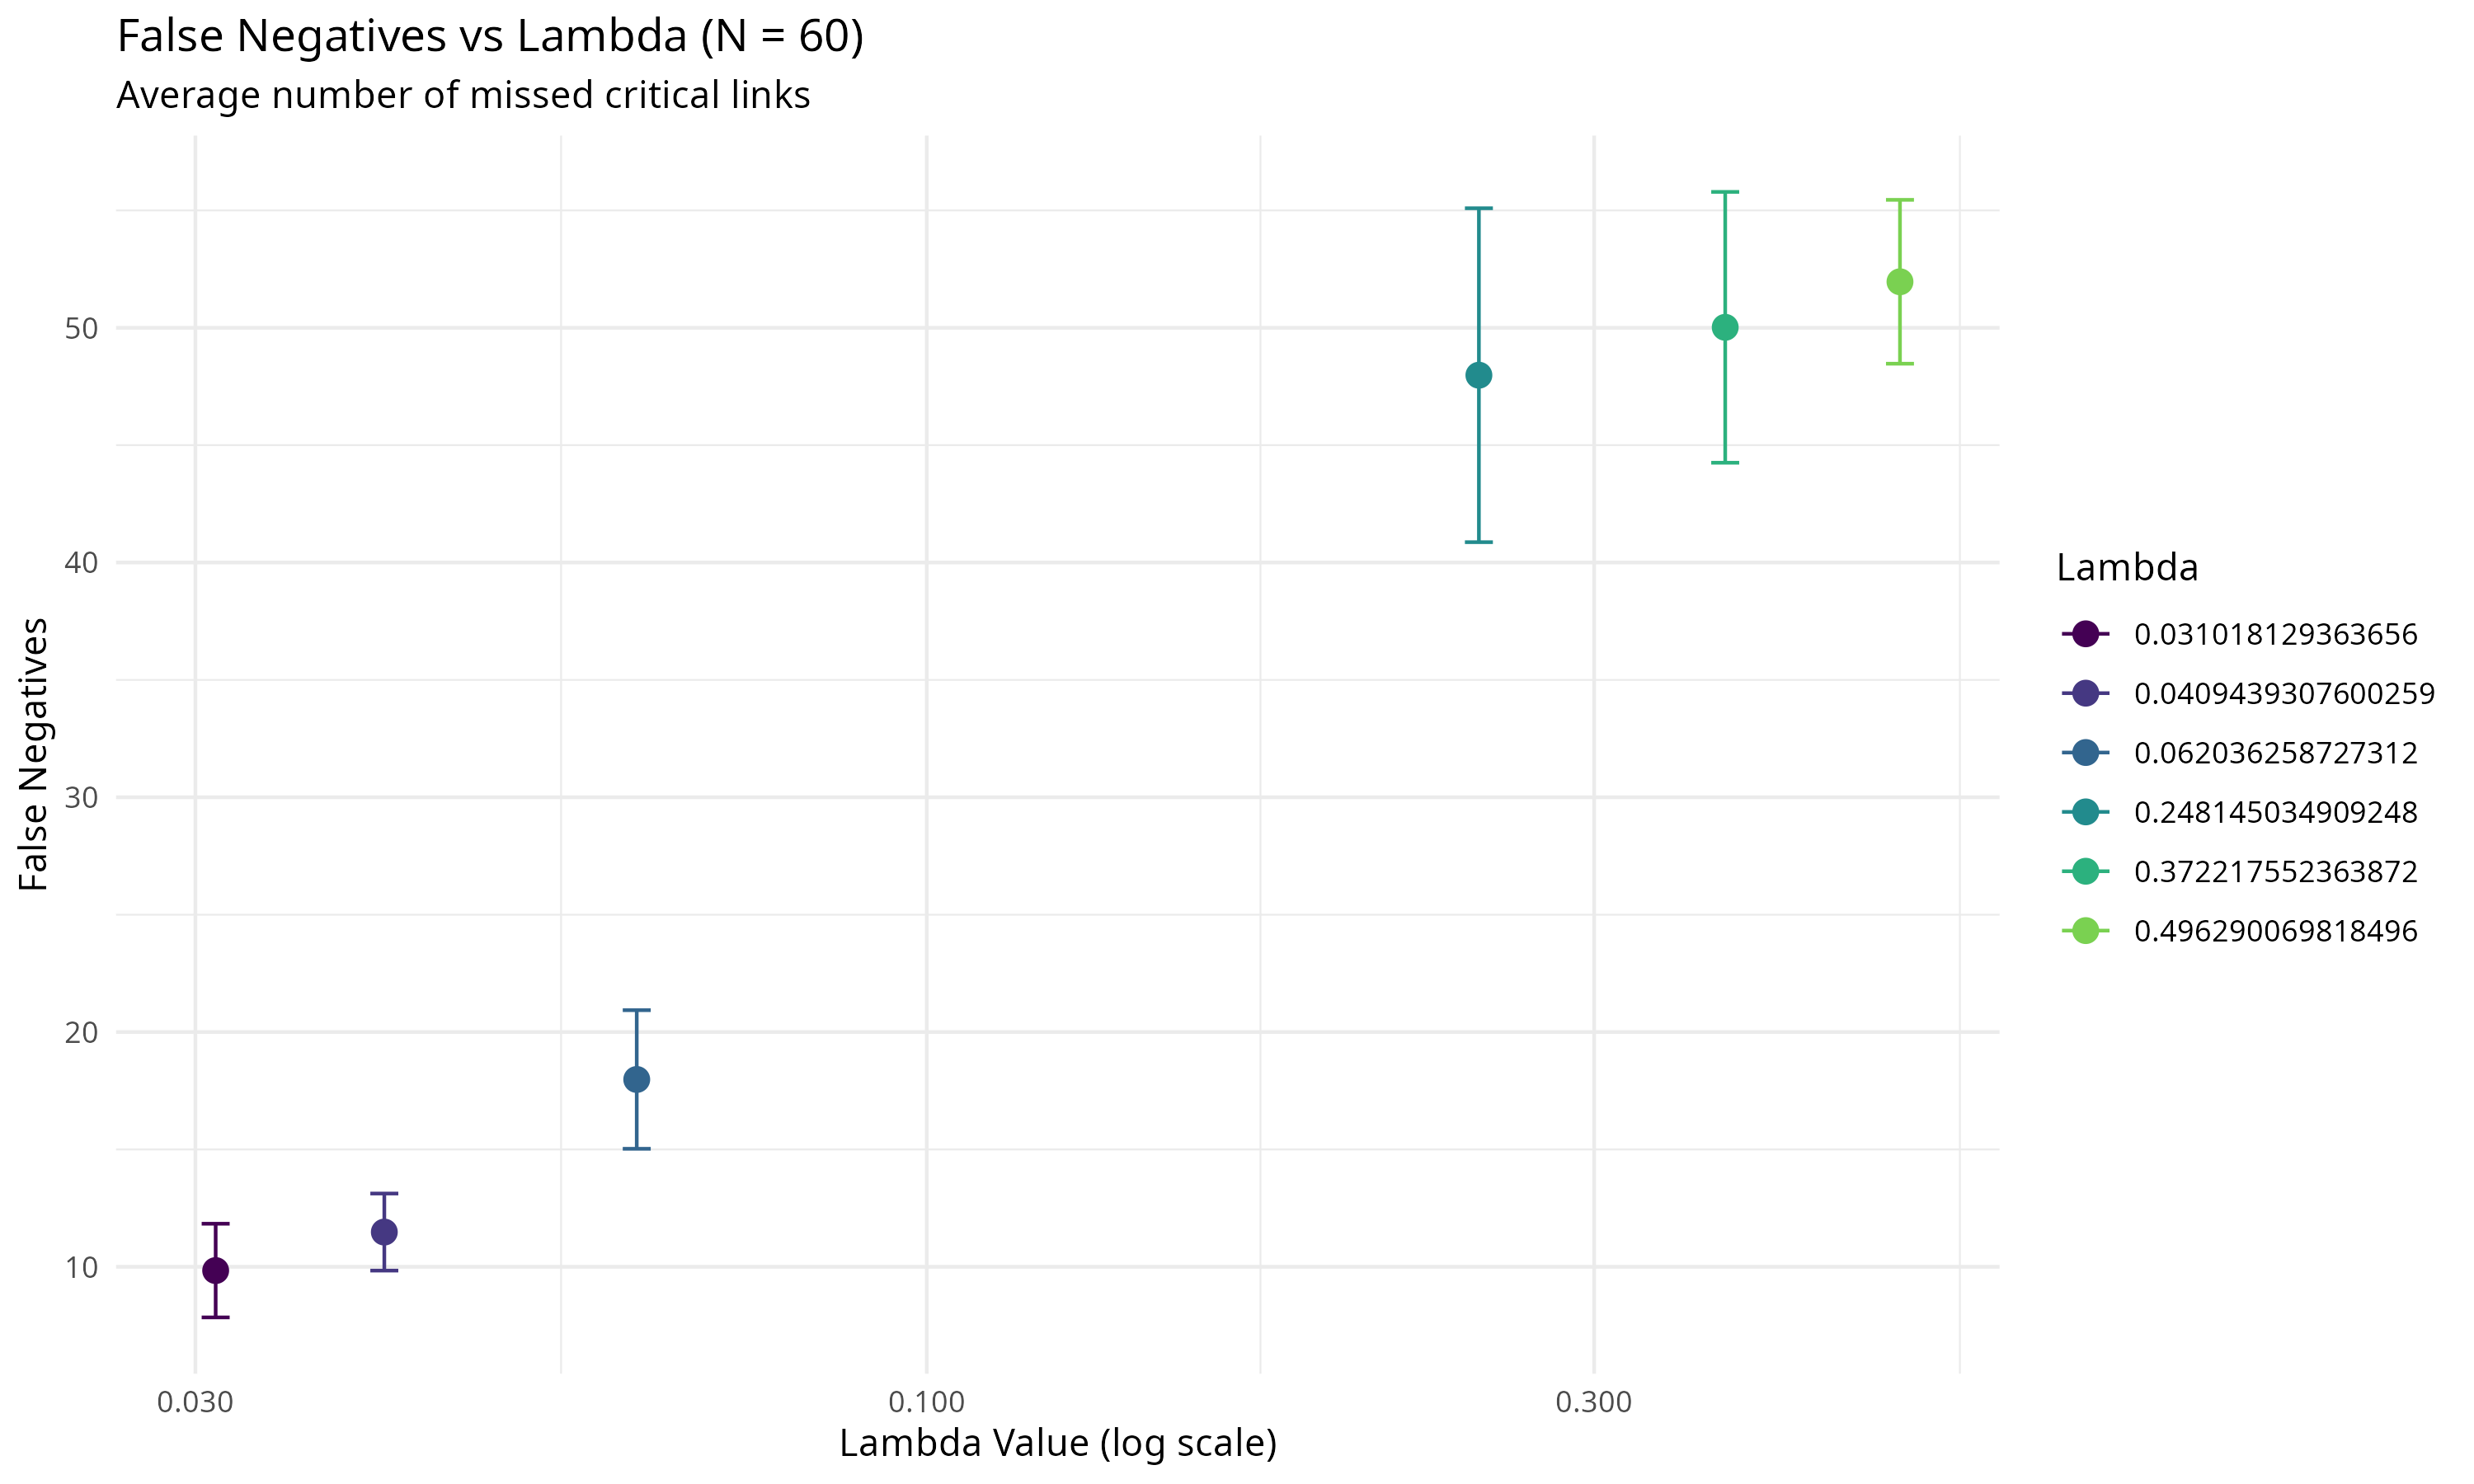 False Negatives vs Lambda (N = 60)
Average number of missed critical links
False Negatives
50
40
30
20
10
0.030
0.100
0.300
Lambda Value (log scale)
Lambda
0.031018129363656
0.0409439307600259
0.062036258727312
0.248145034909248
0.372217552363872
0.496290069818496